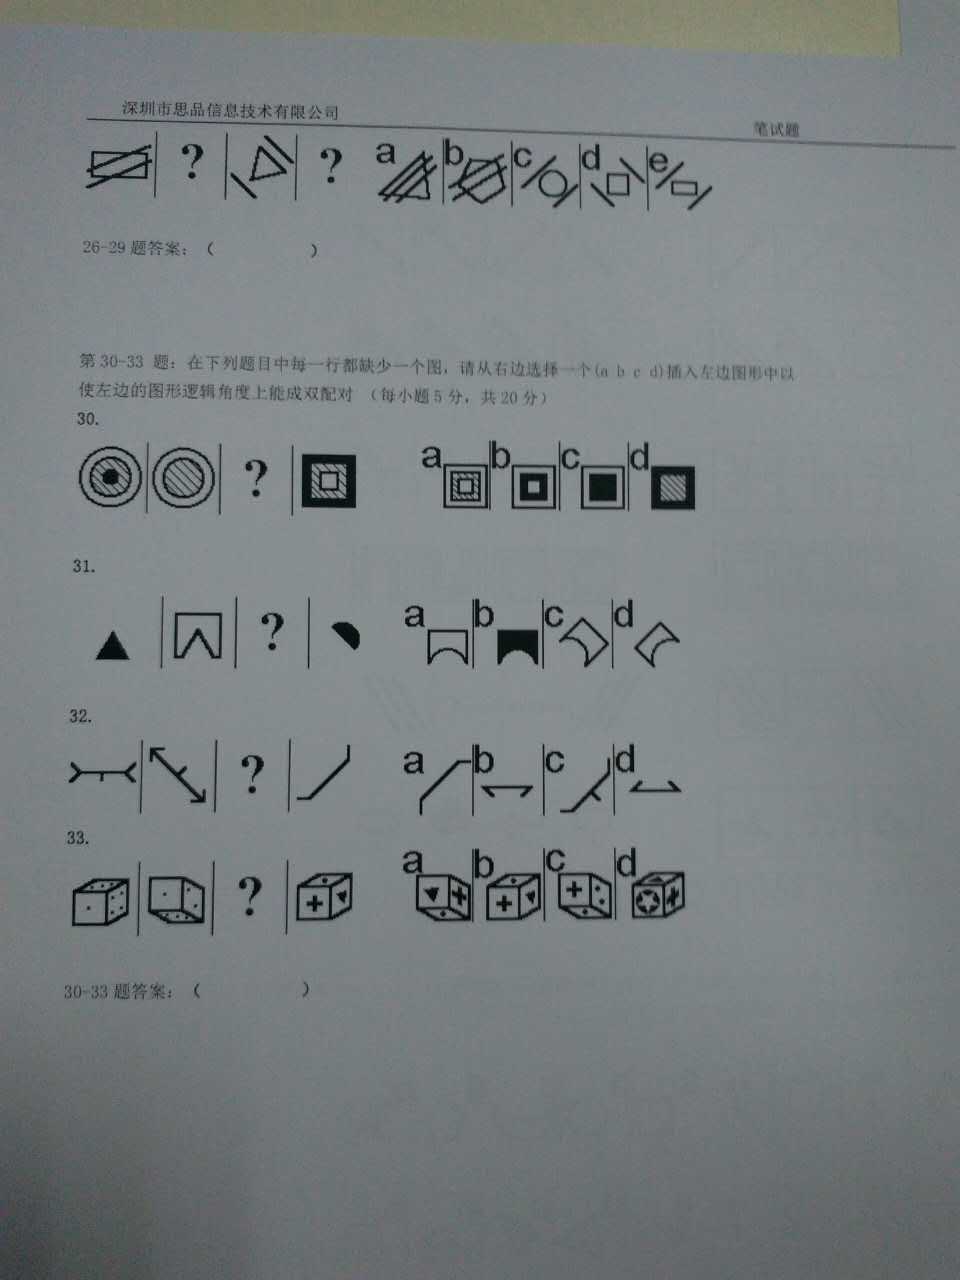 深圳市思品信息技术有限公司
笔试题
? ? a b c d e
26-29 题答案：（ ）
第 30-33 题：在下列题目中每一行都缺少一个图，请从右边选择一个(a b c d)插入左边图形中以
使左边的图形逻辑角度上能成双配对 （每小题 5 分，共 20 分）
30.
? a b c d
31.
? a b c d
32.
? a b c d
33.
? a b c d
30-33 题答案：（ ）